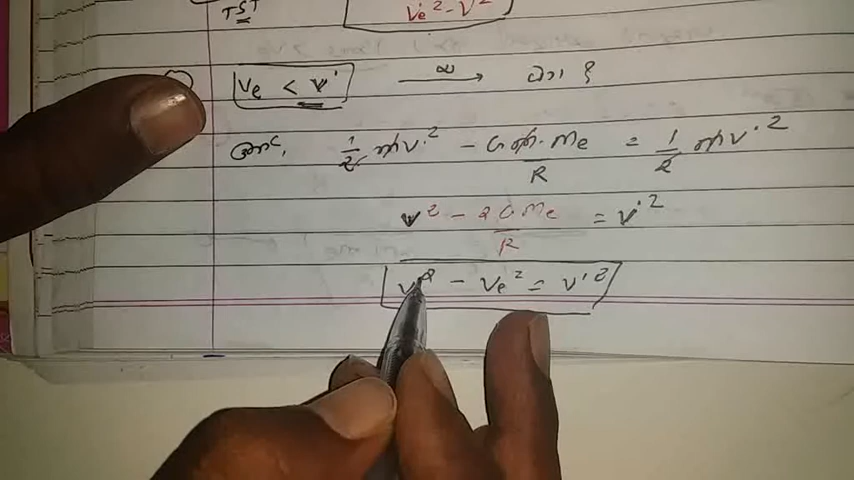 Ve² - V²
Ve < v' ∞→
1/2 mv² - Gm·Me/R = 1/2 mv'²
v² - 2GMe/R = v'²
v² - Ve² = v'²